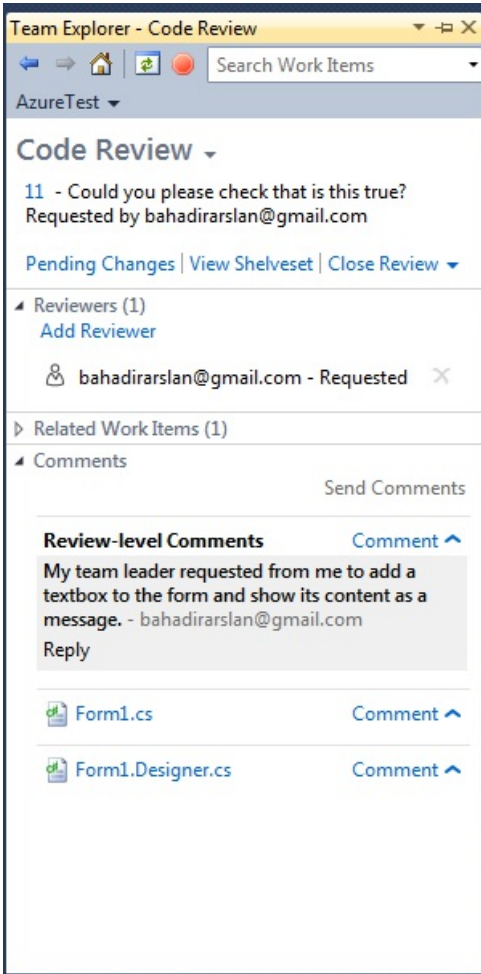 Team Explorer - Code Review
Search Work Items
AzureTest
Code Review
11 - Could you please check that is this true?
Requested by bahadirarslan@gmail.com
Pending Changes | View Shelveset | Close Review
Reviewers (1)
Add Reviewer
bahadirarslan@gmail.com - Requested
Related Work Items (1)
Comments
Send Comments
Review-level Comments Comment
My team leader requested from me to add a
textbox to the form and show its content as a
message. - bahadirarslan@gmail.com
Reply
Form1.cs Comment
Form1.Designer.cs Comment